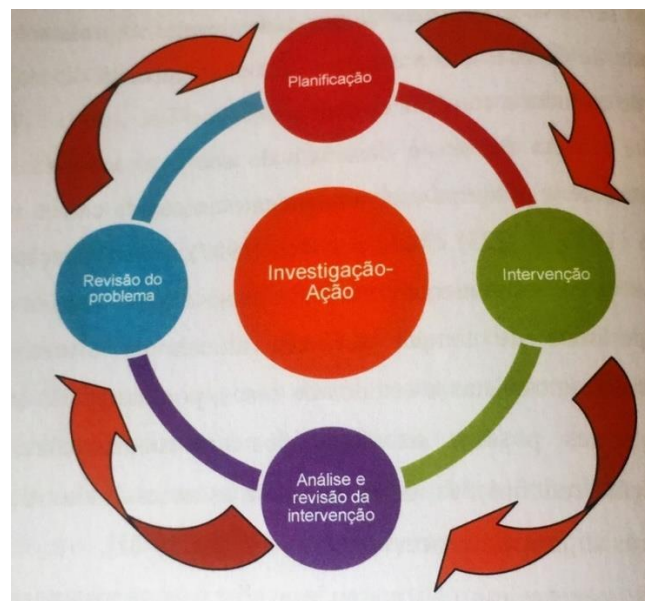 Planificação
Intervenção
Investigação-
Ação
Revisão do
problema
Análise e
revisão da
intervenção